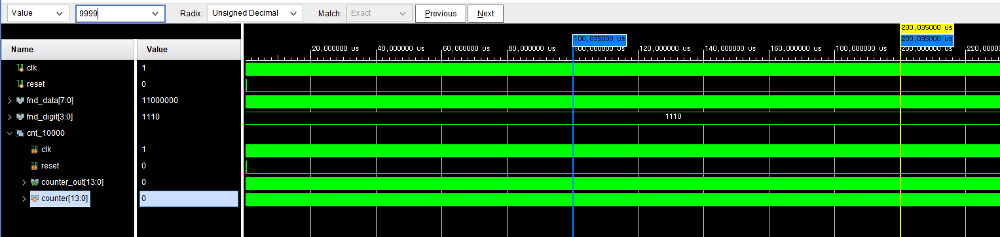 Value 9999 Radix: Unsigned Decimal Match: Exact Previous Next
200,035000 us
100,035000 us 200,035000 us
Name Value 20,000000 us 40,000000 us 60,000000 us 80,000000 us 100,000000 us 120,000000 us 140,000000 us 160,000000 us 180,000000 us 200,000000 us 220,0
clk 1
reset 0
fnd_data[7:0] 11000000
fnd_digit[3:0] 1110 1110
cnt_10000
clk 1
reset 0
counter_out[13:0] 0
counter[13:0] 0